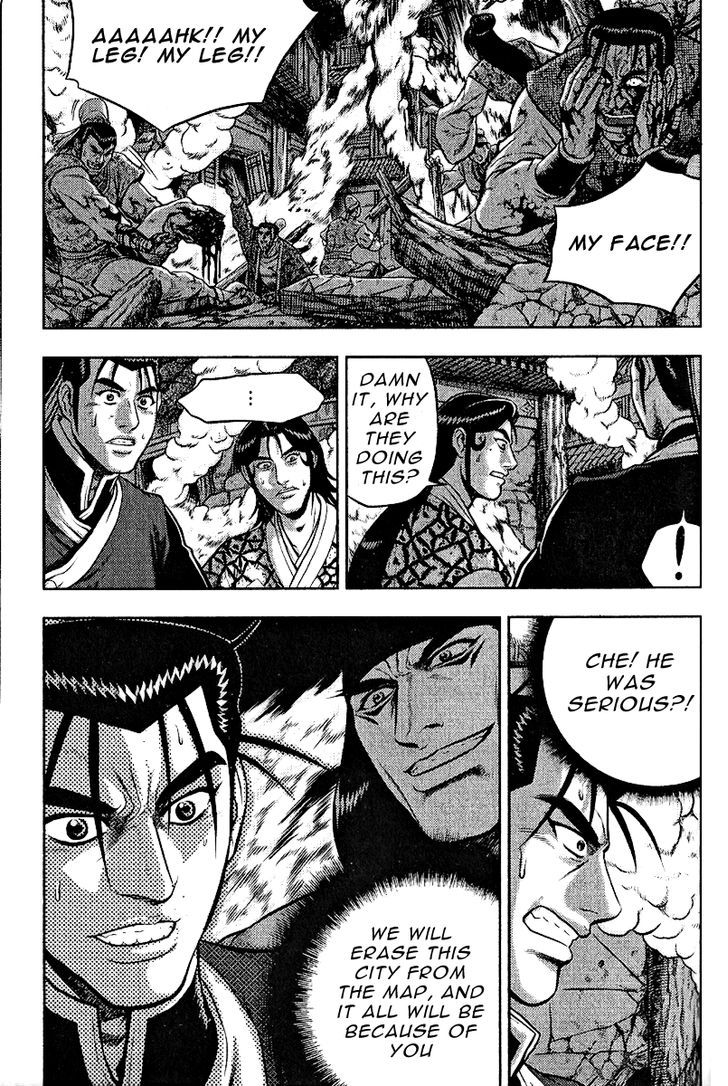 AAAAAHK!! MY
LEG! MY LEG!!
MY FACE!!
DAMN
IT, WHY
ARE
THEY
DOING
THIS?
...
!
CHE! HE
WAS
SERIOUS?!
WE WILL
ERASE THIS
CITY FROM
THE MAP, AND
IT ALL WILL BE
BECAUSE OF
YOU